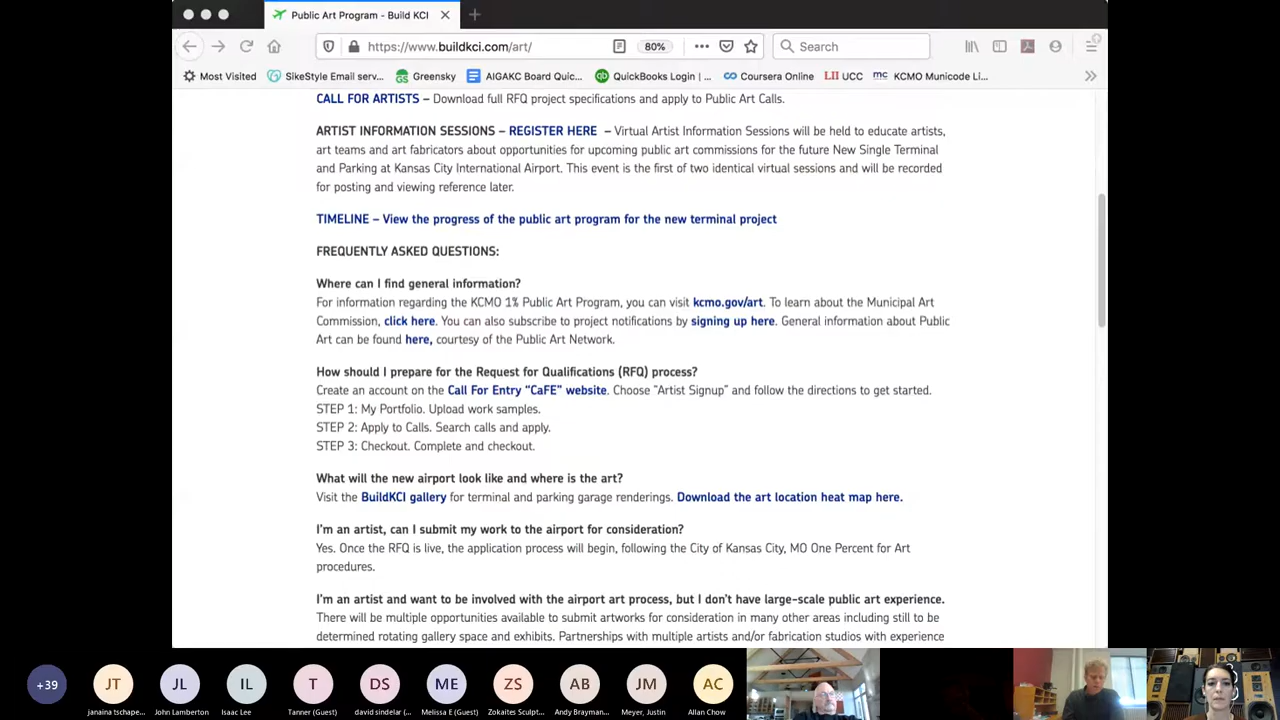 Public Art Program - Build KCI
https://www.buildkci.com/art/
80%
Search
Most Visited
SikeStyle Email serv...
Greensky
AIGAKC Board Quic...
QuickBooks Login | ...
Coursera Online
LII UCC
mc KCMO Municode Li...
CALL FOR ARTISTS – Download full RFQ project specifications and apply to Public Art Calls.
ARTIST INFORMATION SESSIONS – REGISTER HERE – Virtual Artist Information Sessions will be held to educate artists,
art teams and art fabricators about opportunities for upcoming public art commissions for the future New Single Terminal
and Parking at Kansas City International Airport. This event is the first of two identical virtual sessions and will be recorded
for posting and viewing reference later.
TIMELINE – View the progress of the public art program for the new terminal project
FREQUENTLY ASKED QUESTIONS:
Where can I find general information?
For information regarding the KCMO 1% Public Art Program, you can visit kcmo.gov/art. To learn about the Municipal Art
Commission, click here. You can also subscribe to project notifications by signing up here. General information about Public
Art can be found here, courtesy of the Public Art Network.
How should I prepare for the Request for Qualifications (RFQ) process?
Create an account on the Call For Entry “CaFE” website. Choose “Artist Signup” and follow the directions to get started.
STEP 1: My Portfolio. Upload work samples.
STEP 2: Apply to Calls. Search calls and apply.
STEP 3: Checkout. Complete and checkout.
What will the new airport look like and where is the art?
Visit the BuildKCI gallery for terminal and parking garage renderings. Download the art location heat map here.
I’m an artist, can I submit my work to the airport for consideration?
Yes. Once the RFQ is live, the application process will begin, following the City of Kansas City, MO One Percent for Art
procedures.
I’m an artist and want to be involved with the airport art process, but I don’t have large-scale public art experience.
There will be multiple opportunities available to submit artworks for consideration in many other areas including still to be
determined rotating gallery space and exhibits. Partnerships with multiple artists and/or fabrication studios with experience
+39
JT
JL
IL
T
DS
ME
ZS
AB
JM
AC
janaina tschape...
John Lamberton
Isaac Lee
Tanner (Guest)
david sindelar (...
Melissa E (Guest)
Zokaites Sculpt...
Andy Brayman...
Meyer, Justin
Allan Chow